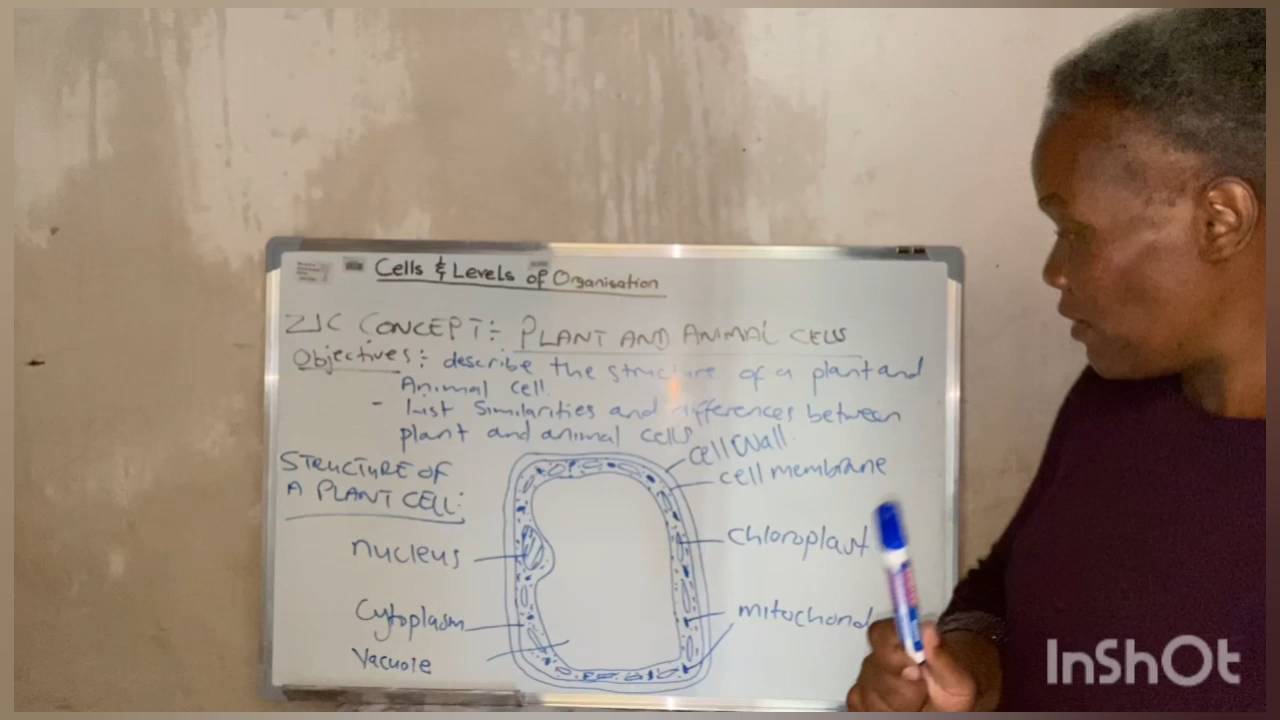 Cells & Levels of Organisation
ZJC CONCEPT:- PLANT AND ANIMAL CELLS
Objectives:- describe the structure of a plant and
Animal cell.
- List similarities and differences between
plant and animal cells
STRUCTURE OF
A PLANT CELL:
cell wall
cell membrane
nucleus
chloroplast
Cytoplasm
mitochond
Vacuole
InShOt